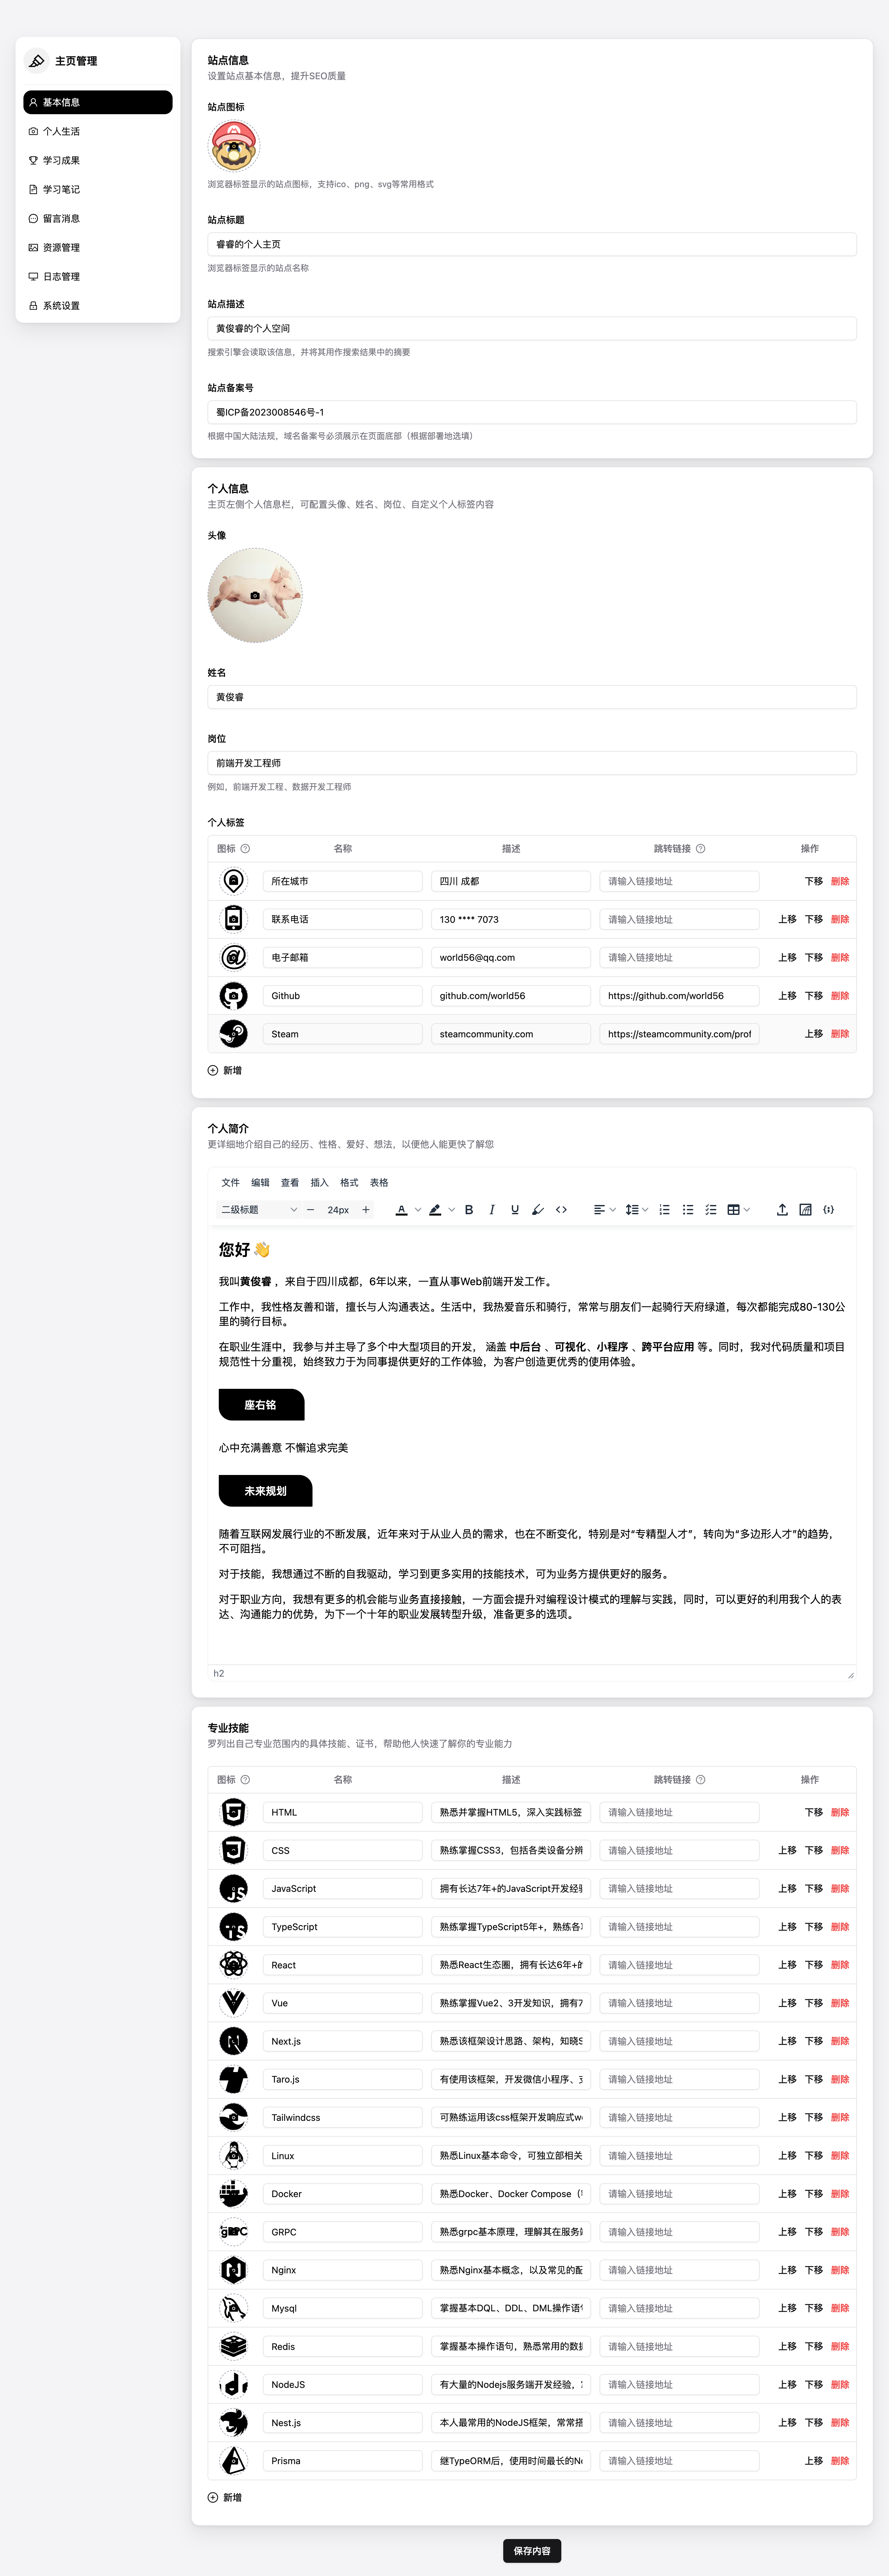 主页管理
基本信息
个人生活
学习成果
学习笔记
留言消息
资源管理
日志管理
系统设置
站点信息
设置站点基本信息，提升SEO质量
站点图标
浏览器标签显示的站点图标，支持ico、png、svg等常用格式
站点标题
睿睿的个人主页
浏览器标签显示的站点名称
站点描述
黄俊睿的个人空间
搜索引擎会读取该信息，并将其用作搜索结果中的摘要
站点备案号
蜀ICP备2023008546号-1
根据中国大陆法规，域名备案号必须展示在页面底部（根据部署地选填）
个人信息
主页左侧个人信息栏，可配置头像、姓名、岗位、自定义个人标签内容
头像
姓名
黄俊睿
岗位
前端开发工程师
例如，前端开发工程、数据开发工程师
个人标签
图标 名称 描述 跳转链接 操作
所在城市 四川 成都 请输入链接地址 下移 删除
联系电话 130 **** 7073 请输入链接地址 上移 下移 删除
电子邮箱 world56@qq.com 请输入链接地址 上移 下移 删除
Github github.com/world56 https://github.com/world56 上移 下移 删除
Steam steamcommunity.com https://steamcommunity.com/prof 上移 删除
新增
个人简介
更详细地介绍自己的经历、性格、爱好、想法，以便他人能更快了解您
文件 编辑 查看 插入 格式 表格
二级标题 24px
您好 👋
我叫黄俊睿 ，来自于四川成都，6年以来，一直从事Web前端开发工作。
工作中，我性格友善和谐，擅长与人沟通表达。生活中，我热爱音乐和骑行，常常与朋友们一起骑行天府绿道，每次都能完成80-130公
里的骑行目标。
在职业生涯中，我参与并主导了多个中大型项目的开发， 涵盖 中后台 、可视化、小程序 、跨平台应用 等。同时，我对代码质量和项目
规范性十分重视，始终致力于为同事提供更好的工作体验，为客户创造更优秀的使用体验。
座右铭
心中充满善意 不懈追求完美
未来规划
随着互联网发展行业的不断发展，近年来对于从业人员的需求，也在不断变化，特别是对“专精型人才”，转向为“多边形人才”的趋势，
不可阻挡。
对于技能，我想通过不断的自我驱动，学习到更多实用的技能技术，可为业务方提供更好的服务。
对于职业方向，我想有更多的机会能与业务直接接触，一方面会提升对编程设计模式的理解与实践，同时，可以更好的利用我个人的表
达、沟通能力的优势，为下一个十年的职业发展转型升级，准备更多的选项。
h2
专业技能
罗列出自己专业范围内的具体技能、证书，帮助他人快速了解你的专业能力
图标 名称 描述 跳转链接 操作
HTML 熟悉并掌握HTML5，深入实践标签 请输入链接地址 下移 删除
CSS 熟练掌握CSS3，包括各类设备分辨 请输入链接地址 上移 下移 删除
JavaScript 拥有长达7年+的JavaScript开发经验 请输入链接地址 上移 下移 删除
TypeScript 熟练掌握TypeScript5年+，熟练各 请输入链接地址 上移 下移 删除
React 熟悉React生态圈，拥有长达6年+的 请输入链接地址 上移 下移 删除
Vue 熟练掌握Vue2、3开发知识，拥有7 请输入链接地址 上移 下移 删除
Next.js 熟悉该框架设计思路、架构，知晓S 请输入链接地址 上移 下移 删除
Taro.js 有使用该框架，开发微信小程序、 请输入链接地址 上移 下移 删除
Tailwindcss 可熟练运用该css框架开发响应式we 请输入链接地址 上移 下移 删除
Linux 熟悉Linux基本命令，可独立部相关 请输入链接地址 上移 下移 删除
Docker 熟悉Docker、Docker Compose（ 请输入链接地址 上移 下移 删除
GRPC 熟悉grpc基本原理，理解其在服务端 请输入链接地址 上移 下移 删除
Nginx 熟悉Nginx基本概念，以及常见的配 请输入链接地址 上移 下移 删除
Mysql 掌握基本DQL、DDL、DML操作语句 请输入链接地址 上移 下移 删除
Redis 掌握基本操作语句，熟悉常用的数据 请输入链接地址 上移 下移 删除
NodeJS 有大量的Nodejs服务端开发经验， 请输入链接地址 上移 下移 删除
Nest.js 本人最常用的NodeJS框架，常常搭 请输入链接地址 上移 下移 删除
Prisma 继TypeORM后，使用时间最长的No 请输入链接地址 上移 删除
新增
保存内容